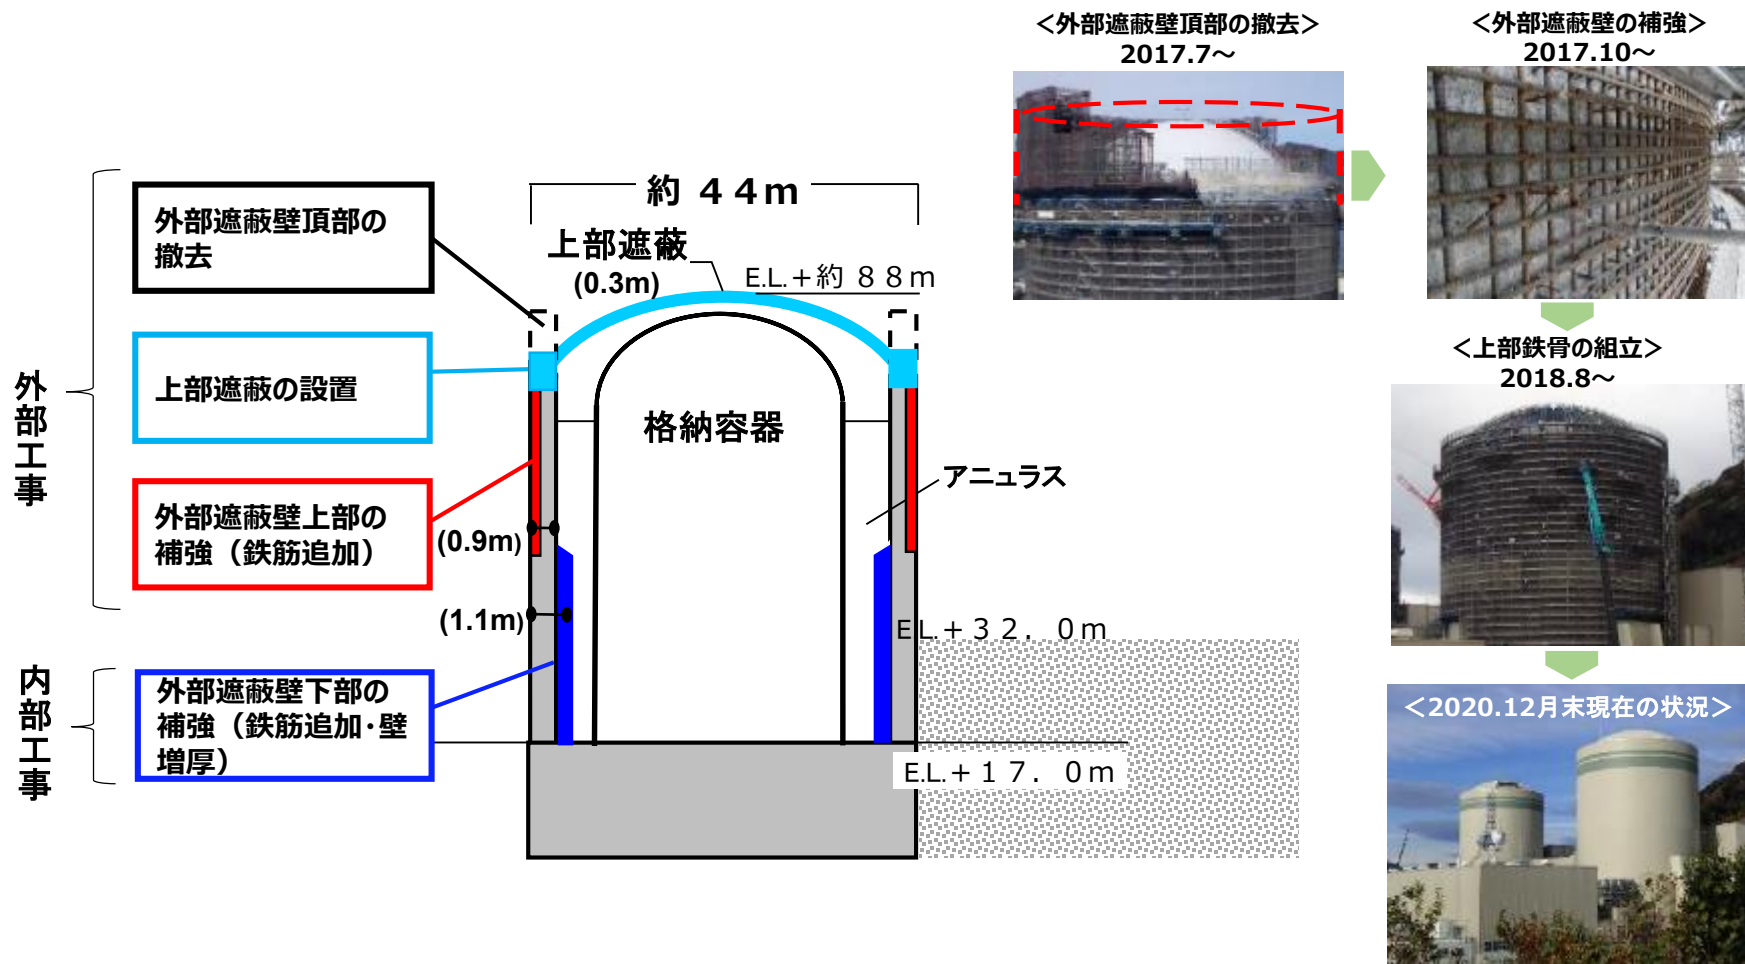 外部工事
外部遮蔽壁頂部の
撤去
上部遮蔽の設置
外部遮蔽壁上部の
補強（鉄筋追加）
内部工事
外部遮蔽壁下部の
補強（鉄筋追加･壁
増厚）
約 ４４ｍ
上部遮蔽
(0.3m)
E.L.＋約 ８８ｍ
格納容器
アニュラス
(0.9m)
(1.1m)
E.L.＋３２．０ｍ
E.L.＋１７．０ｍ
＜外部遮蔽壁頂部の撤去＞
2017.7～
＜外部遮蔽壁の補強＞
2017.10～
＜上部鉄骨の組立＞
2018.8～
＜2020.12月末現在の状況＞